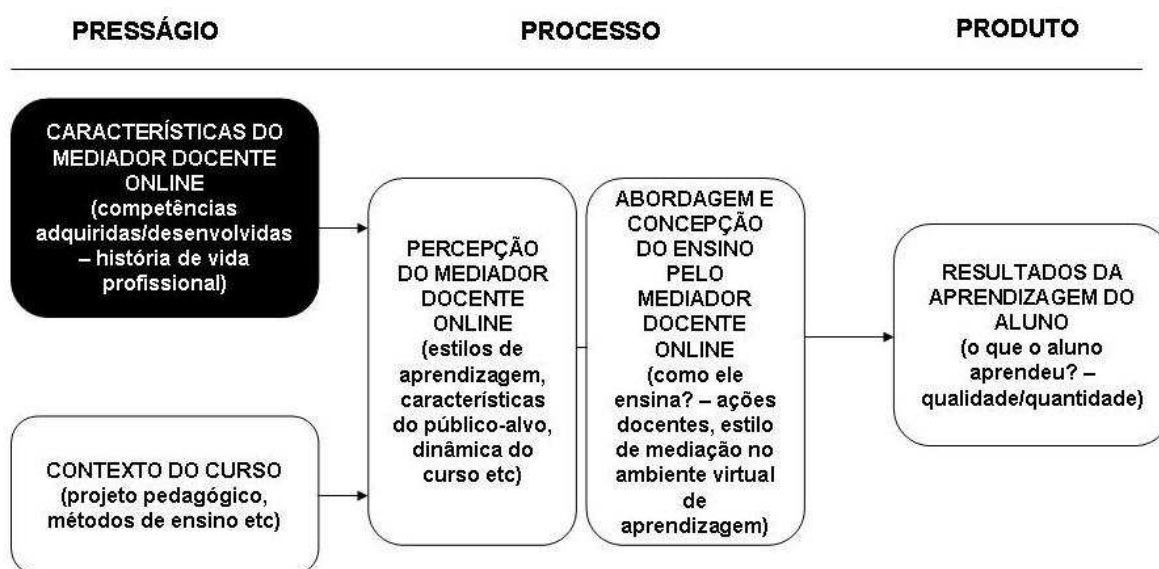 PRESSÁGIO
PROCESSO
PRODUTO
CARACTERÍSTICAS DO
MEDIADOR DOCENTE
ONLINE
(competências
adquiridas/desenvolvidas
– história de vida
profissional)
CONTEXTO DO CURSO
(projeto pedagógico,
métodos de ensino etc)
PERCEPÇÃO DO MEDIADOR
DOCENTE
ONLINE
(estilos de
aprendizagem,
características
do público-alvo,
dinâmica do
curso etc)
ABORDAGEM E
CONCEPÇÃO
DO ENSINO
PELO
MEDIADOR
DOCENTE
ONLINE
(como ele
ensina? – ações
docentes, estilo
de mediação no
ambiente virtual
de
aprendizagem)
RESULTADOS DA
APRENDIZAGEM DO
ALUNO
(o que o aluno
aprendeu? –
qualidade/quantidade)